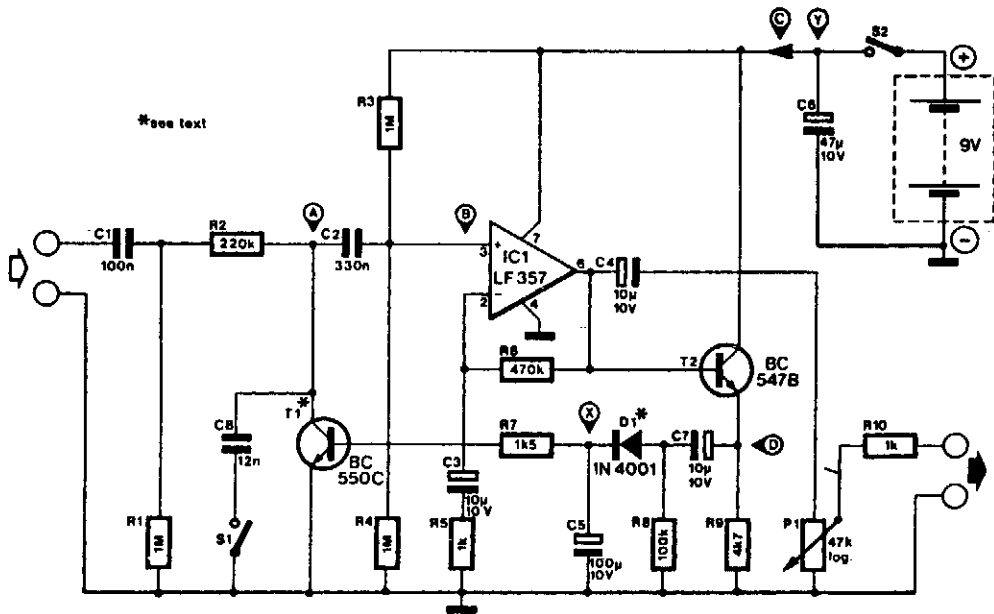 C
Y
S2
+
R3
1M
*see text
C6
47µ
10V
9V
A
B
C1
100n
R2
220k
C2
330n
3
+
7
IC1
LF 357
6
C4
10µ
10V
−
2
−
4
R6
470k
T2
BC
547B
C8
12n
T1*
BC
550C
R7
1k5
X
D1*
1N 4001
C7
10µ
10V
D
R10
1k
C3
10µ
10V
R1
1M
S1
R4
1M
R5
1k
C5
100µ
10V
R8
100k
R9
4k7
P1
47k
log.